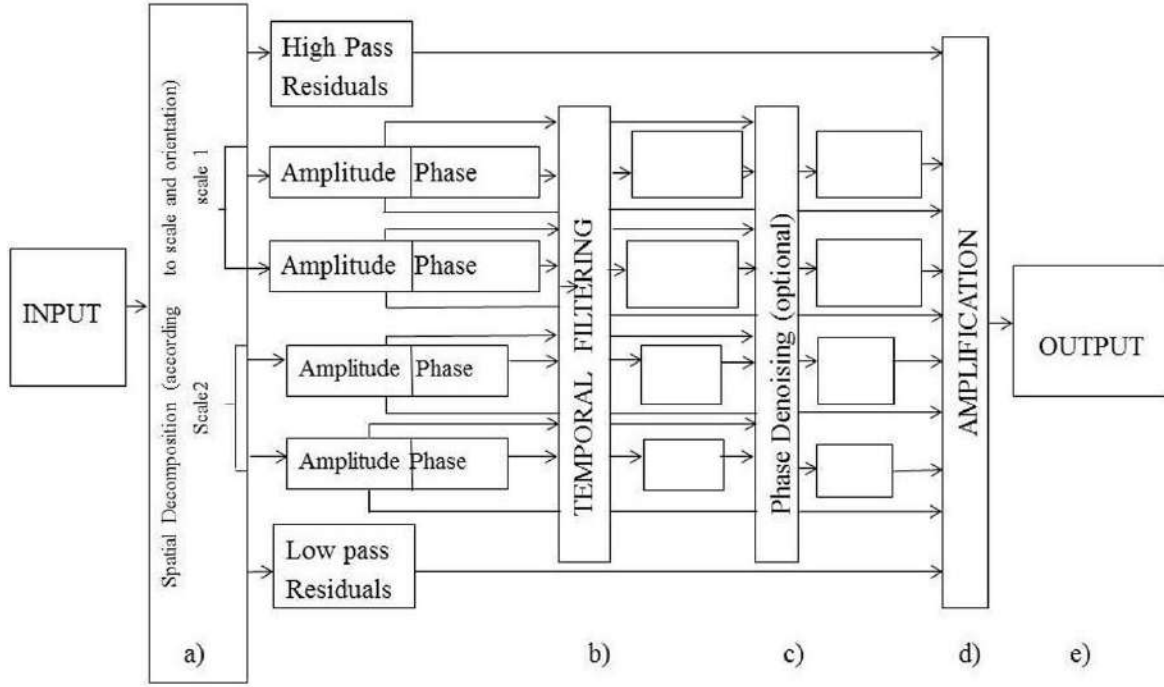 INPUT
Spatial Decomposition (according to scale and orientation)
scale 1
Scale2
High Pass
Residuals
Amplitude Phase
Amplitude Phase
Amplitude Phase
Amplitude Phase
Low pass
Residuals
TEMPORAL FILTERING
Phase Denoising (optional)
AMPLIFICATION
OUTPUT
a) b) c) d) e)